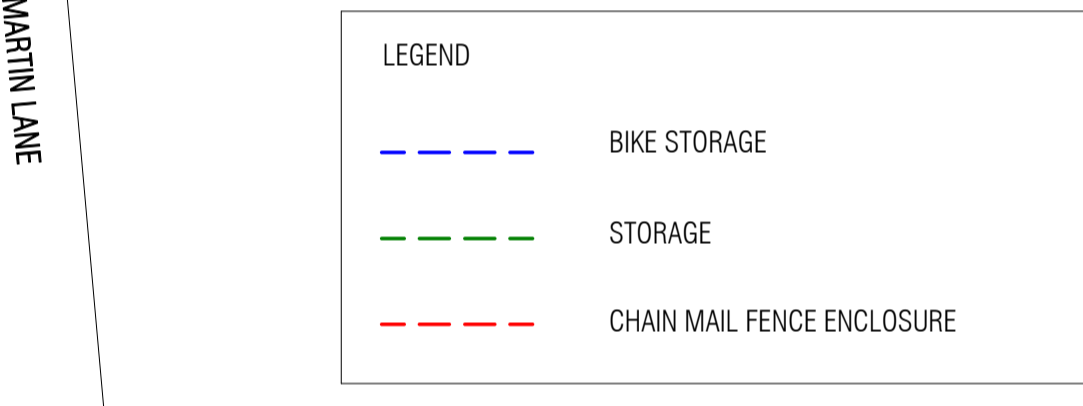 MARTIN LANE
LEGEND
BIKE STORAGE
STORAGE
CHAIN MAIL FENCE ENCLOSURE